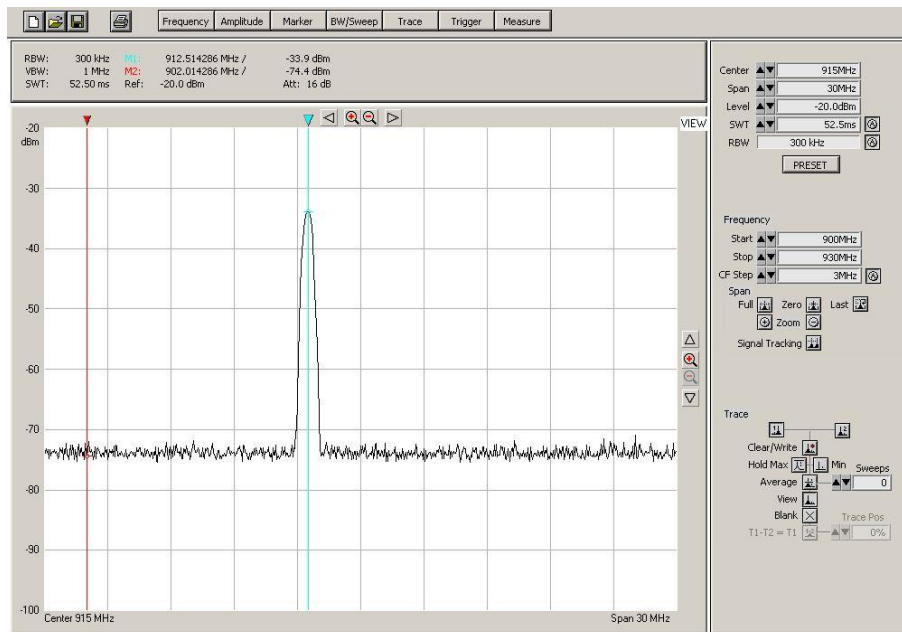 Frequency Amplitude Marker BW/Sweep Trace Trigger Measure
RBW: 300 kHz M1: 912.514286 MHz / -33.9 dBm
VBW: 1 MHz M2: 902.014286 MHz / -74.4 dBm
SWT: 52.50 ms Ref: -20.0 dBm Att: 16 dB
VIEW
-20
dBm
-30
-40
-50
-60
-70
-80
-90
-100
Center 915 MHz Span 30 MHz
Center 915MHz
Span 30MHz
Level -20.0dBm
SWT 52.5ms
RBW 300 kHz
PRESET
Frequency
Start 900MHz
Stop 930MHz
CF Step 3MHz
Span
Full Zero Last
Zoom
Signal Tracking
Trace
Clear/Write
Hold Max Min Sweeps
Average 0
View
Blank Trace Pos
T1-T2 = T1 0%